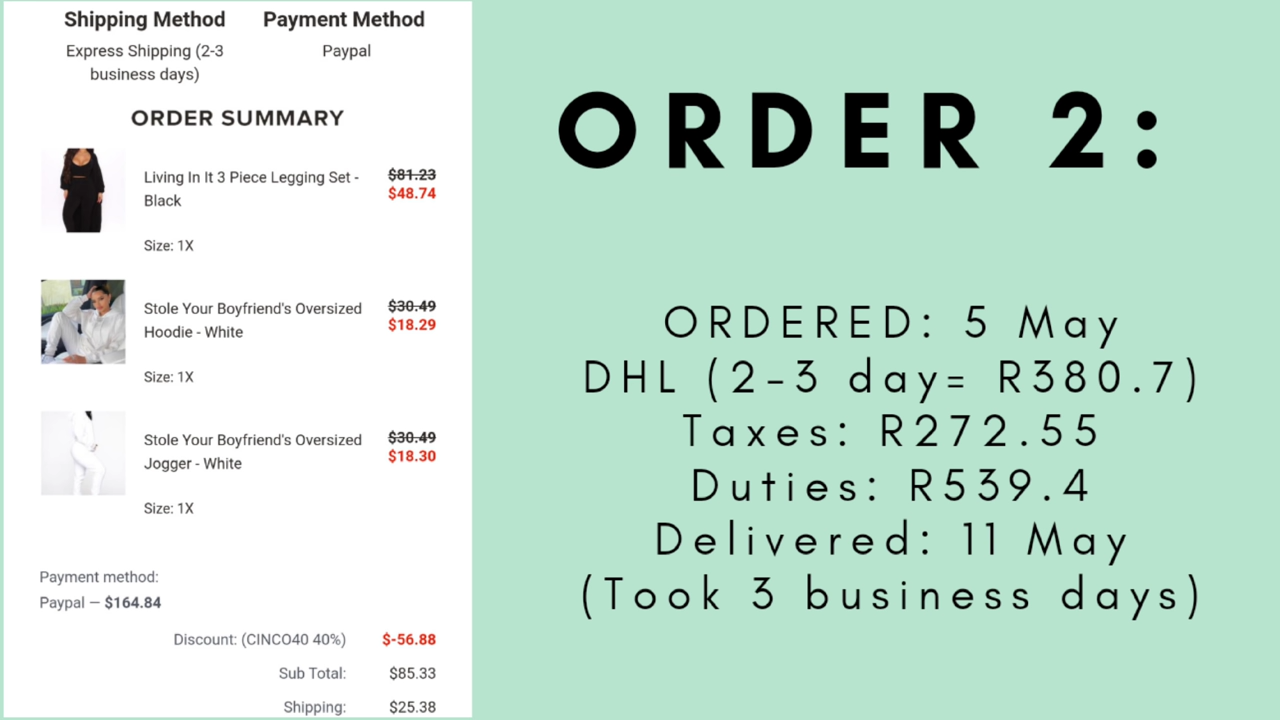 Shipping Method
Payment Method
Express Shipping (2-3
business days)
Paypal
ORDER SUMMARY
Living In It 3 Piece Legging Set -
Black
$81.23
$48.74
Size: 1X
Stole Your Boyfriend's Oversized
Hoodie - White
$30.49
$18.29
Size: 1X
Stole Your Boyfriend's Oversized
Jogger - White
$30.49
$18.30
Size: 1X
Payment method:
Paypal — $164.84
Discount: (CINCO40 40%) $-56.88
Sub Total: $85.33
Shipping: $25.38
ORDER 2:
ORDERED: 5 May
DHL (2-3 day= R380.7)
Taxes: R272.55
Duties: R539.4
Delivered: 11 May
(Took 3 business days)